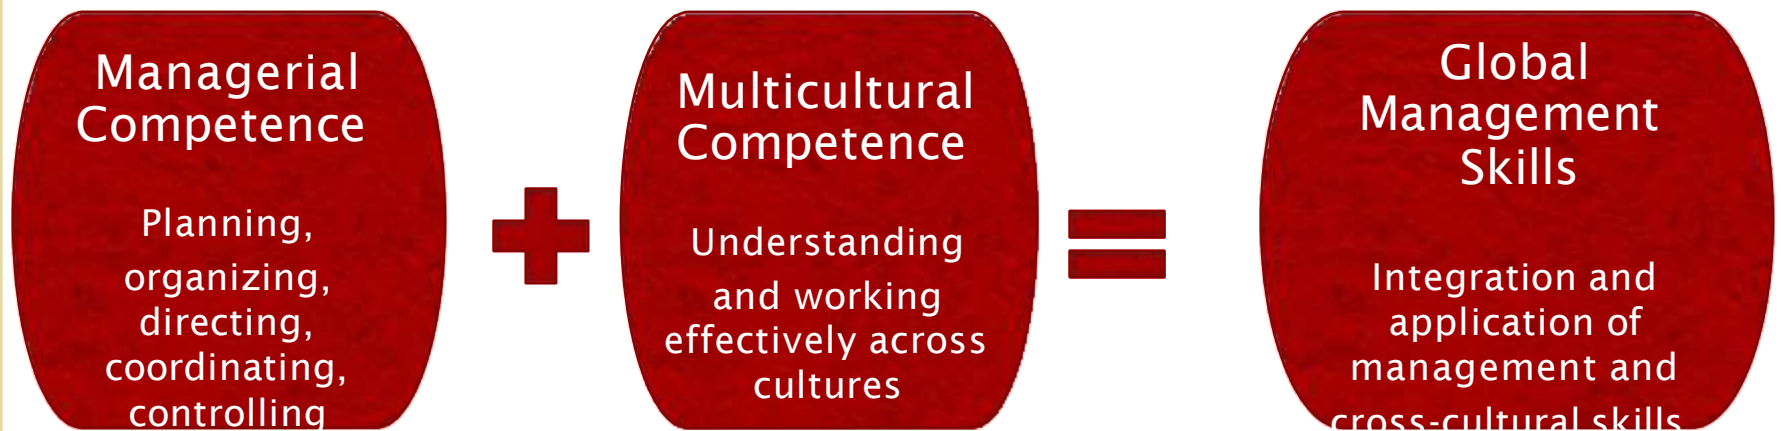 Managerial
Competence
Planning,
organizing,
directing,
coordinating,
controlling
Multicultural
Competence
Understanding
and working
effectively across
cultures
Global
Management
Skills
Integration and
application of
management and
cross-cultural skills